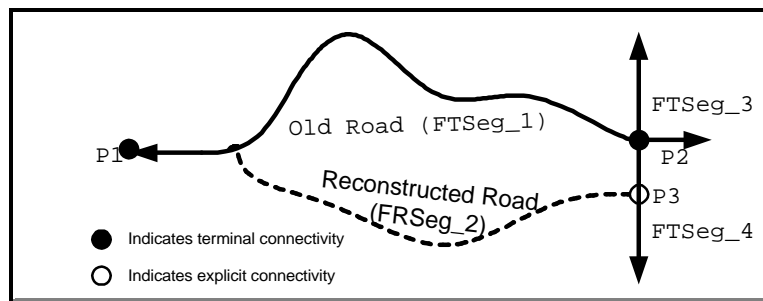 FTSeg_3
Old Road (FTSeg_1)
P1
P2
Reconstructed Road
(FRSeg_2)
P3
FTSeg_4
Indicates terminal connectivity
Indicates explicit connectivity